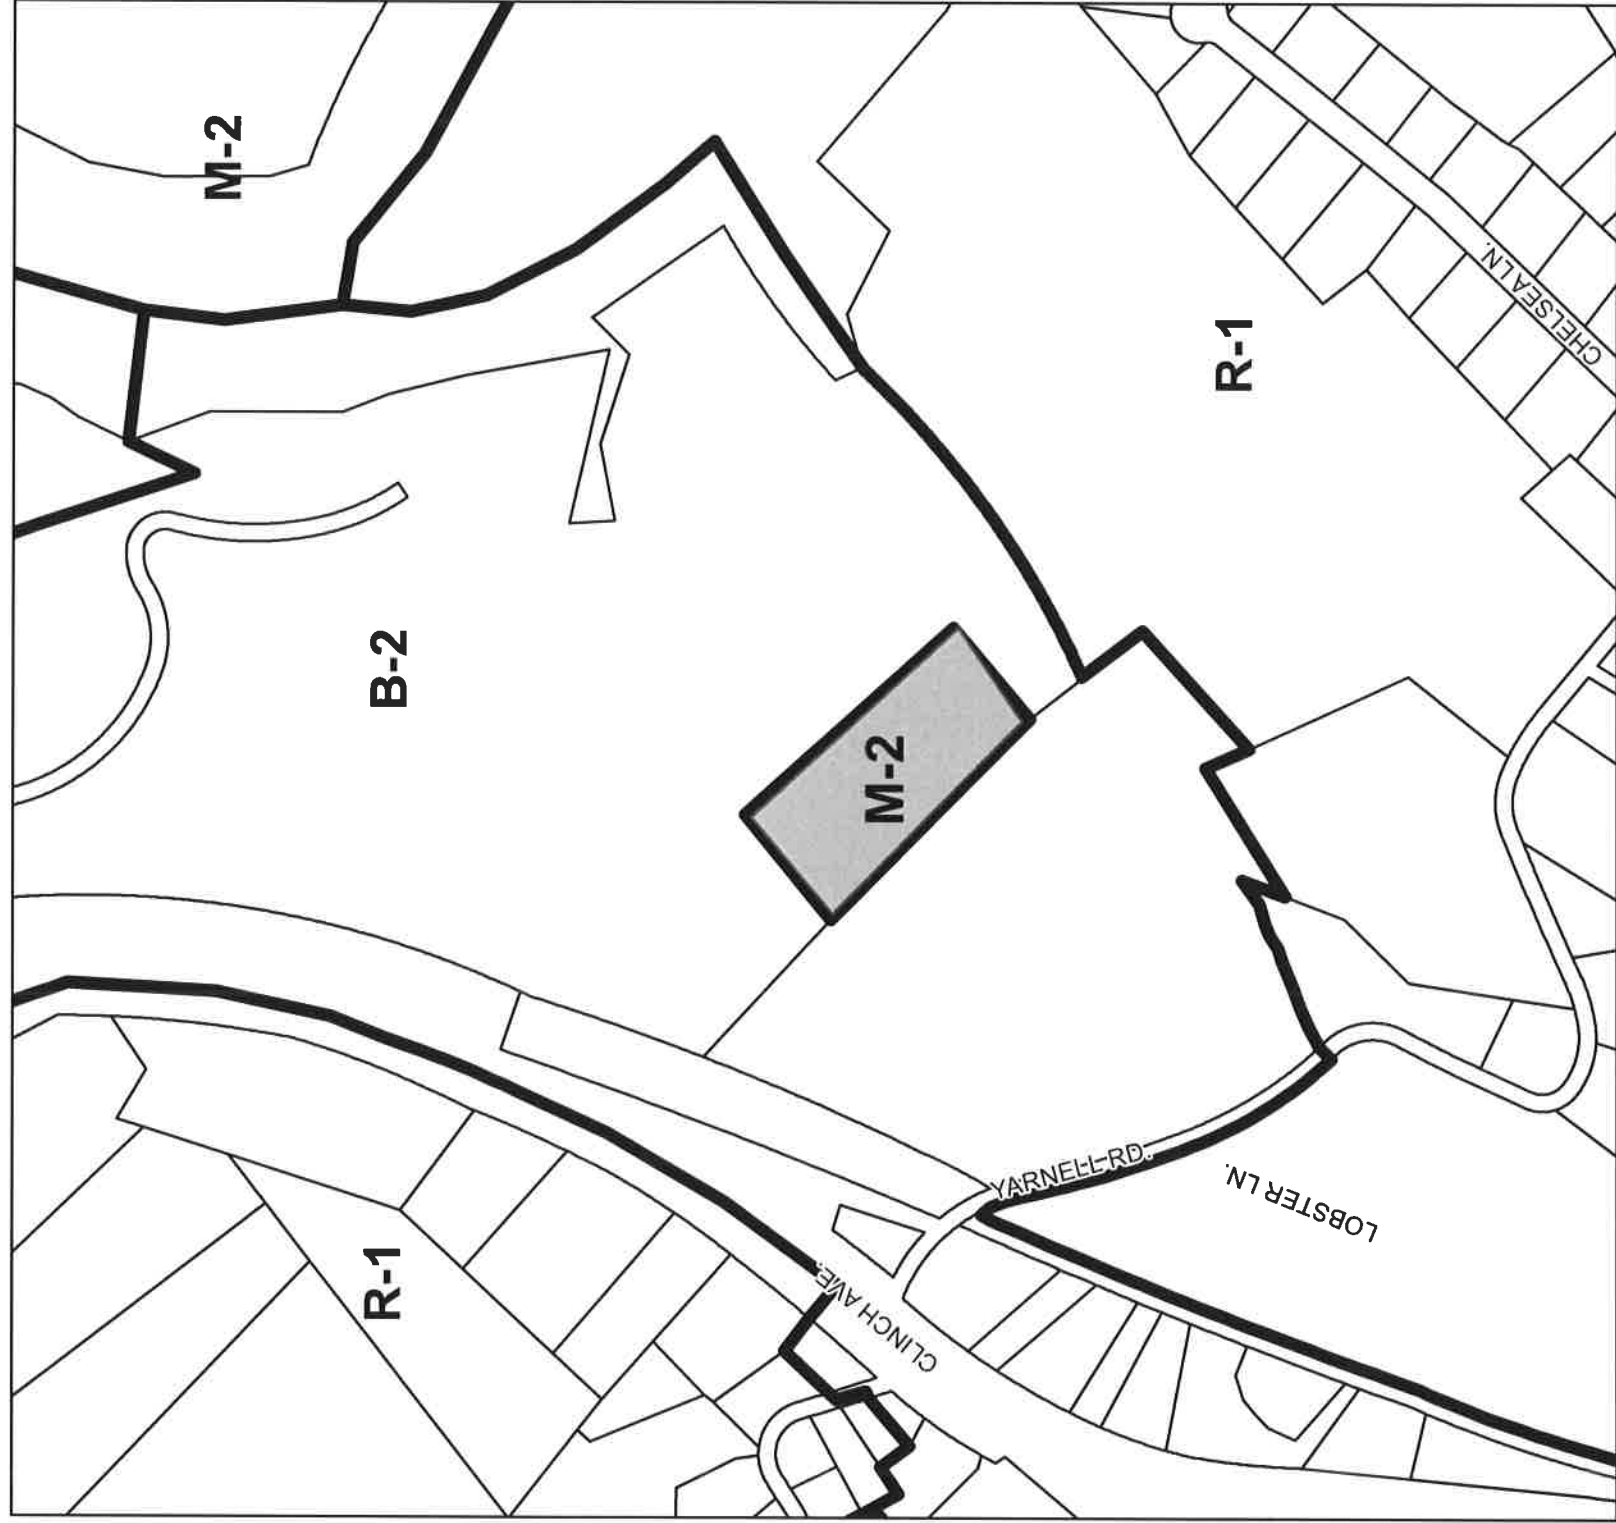 M-2
B-2
M-2
R-1
CHELSEA LN.
R-1
YARNELL RD.
LOBSTER LN.
CLINCH AVE.